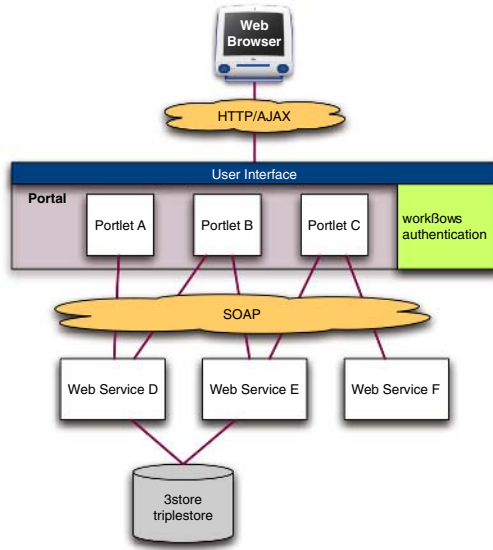 Web
Browser
HTTP/AJAX
User Interface
Portal
Portlet A
Portlet B
Portlet C
workßows
authentication
SOAP
Web Service D
Web Service E
Web Service F
3store
triplestore